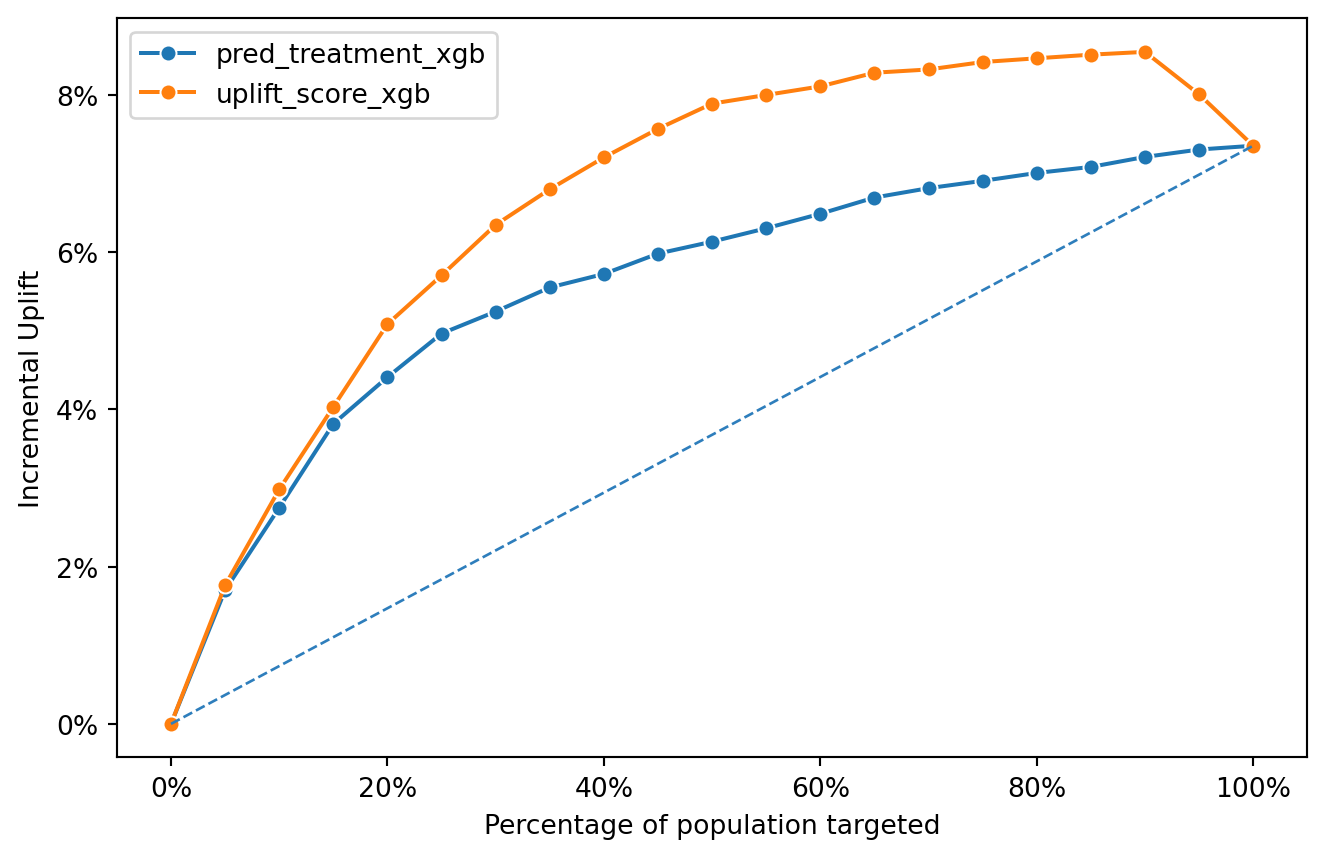 pred_treatment_xgb
uplift_score_xgb
Incremental Uplift
8%
6%
4%
2%
0%
0% 20% 40% 60% 80% 100%
Percentage of population targeted